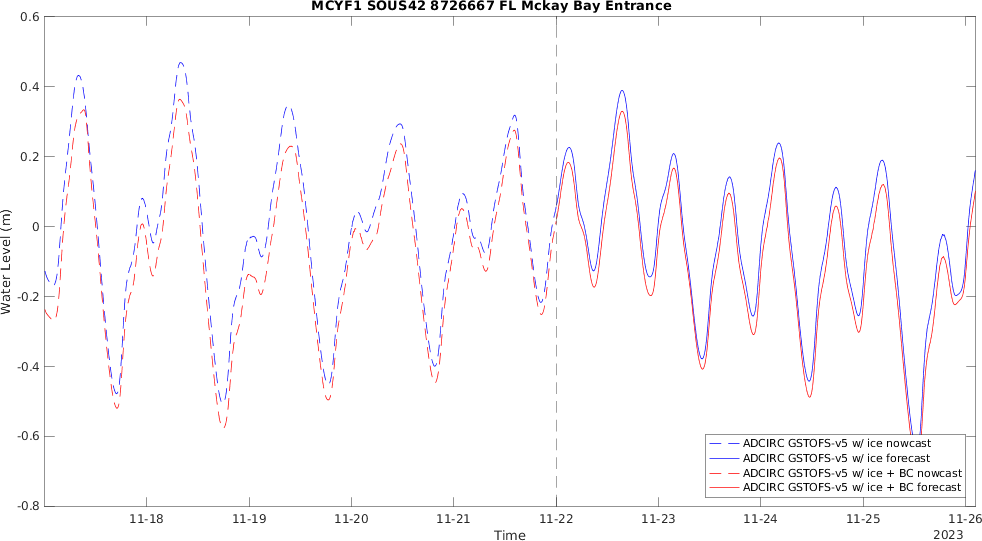 MCYF1 SOUS42 8726667 FL Mckay Bay Entrance
0.6
0.4
0.2
0
-0.2
-0.4
-0.6
-0.8
Water Level (m)
ADCIRC GSTOFS-v5 w/ ice nowcast
ADCIRC GSTOFS-v5 w/ ice forecast
ADCIRC GSTOFS-v5 w/ ice + BC nowcast
ADCIRC GSTOFS-v5 w/ ice + BC forecast
11-18 11-19 11-20 11-21 11-22 11-23 11-24 11-25 11-26
Time
2023